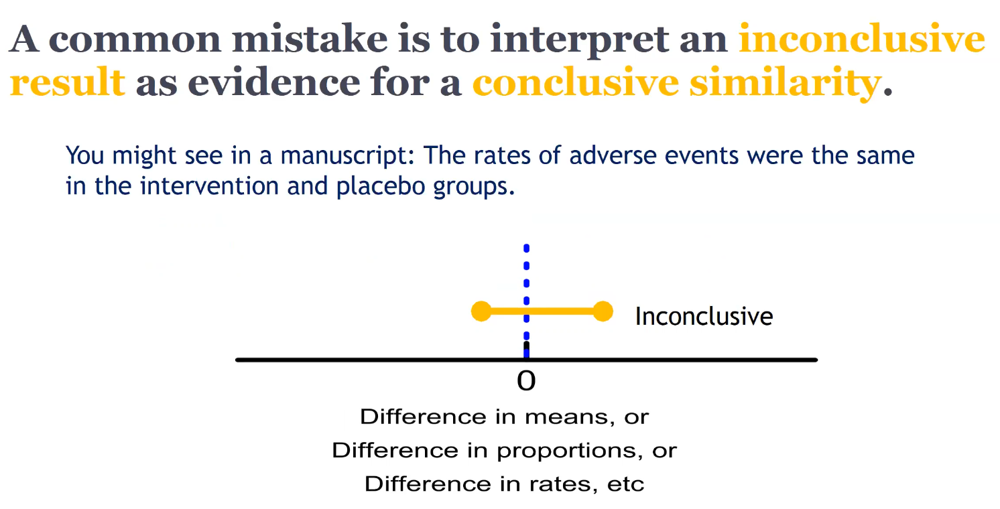 A common mistake is to interpret an inconclusive
result as evidence for a conclusive similarity.
You might see in a manuscript: The rates of adverse events were the same
in the intervention and placebo groups.
Inconclusive
0
Difference in means, or
Difference in proportions, or
Difference in rates, etc